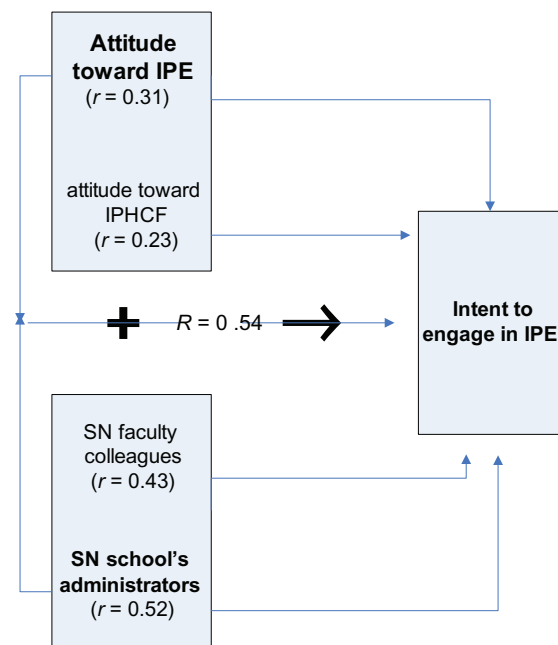 Attitude
toward IPE
(r = 0.31)
attitude toward
IPHCF
(r = 0.23)
+ R = 0 .54 →
Intent to
engage in IPE
SN faculty
colleagues
(r = 0.43)
SN school’s
administrators
(r = 0.52)